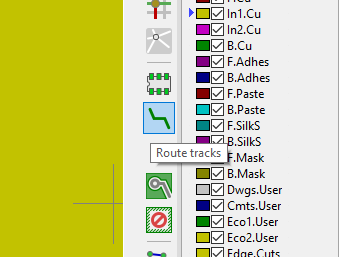 In1.Cu
In2.Cu
B.Cu
F.Adhes
B.Adhes
F.Paste
B.Paste
F.SilkS
B.SilkS
Route tracks
F.Mask
B.Mask
Dwgs.User
Cmts.User
Eco1.User
Eco2.User
Edge.Cuts